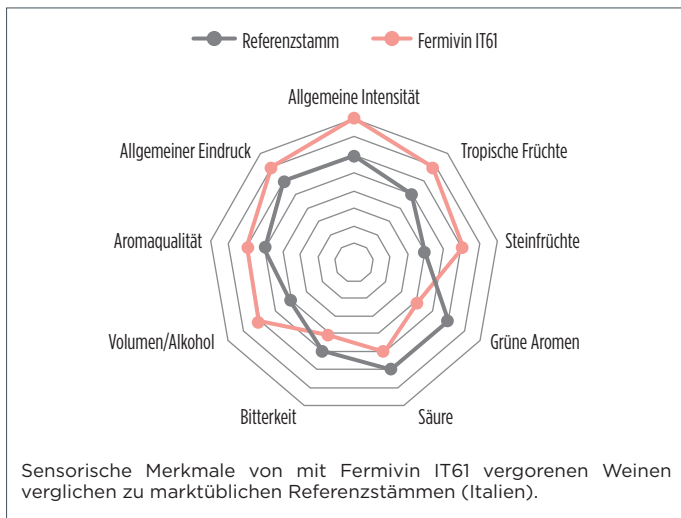 Referenzstamm Fermivin IT61
Allgemeine Intensität
Allgemeiner Eindruck Tropische Früchte
Aromaqualität Steinfrüchte
Volumen/Alkohol Grüne Aromen
Bitterkeit Säure
Sensorische Merkmale von mit Fermivin IT61 vergorenen Weinen
verglichen zu marktüblichen Referenzstämmen (Italien).